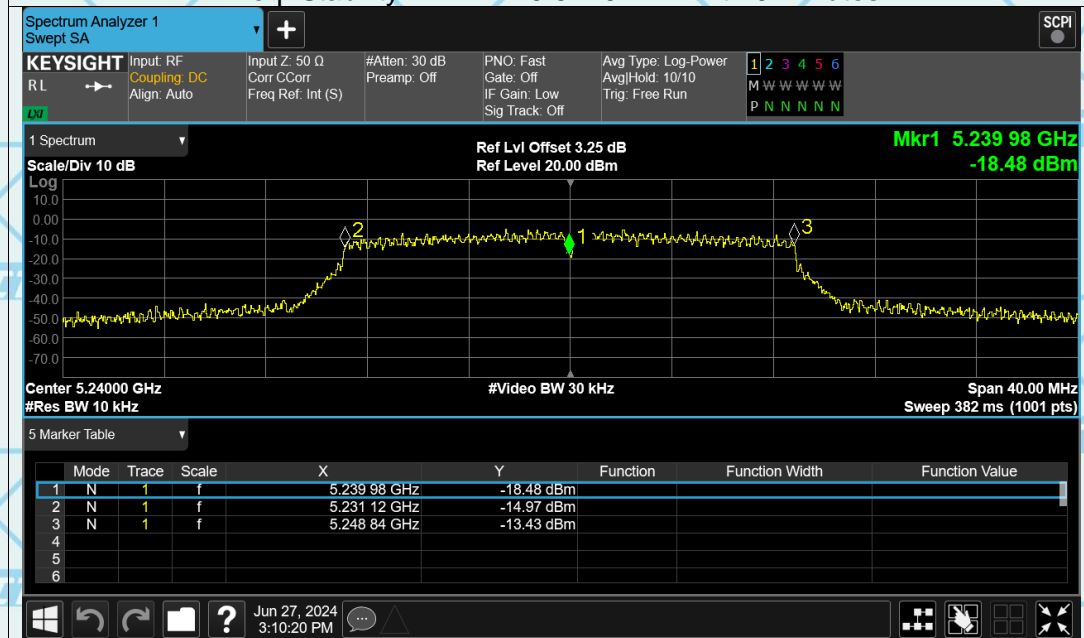 Spectrum Analyzer 1
Swept SA
+
SCPI
KEYSIGHT
RL
LXI
Input: RF
Coupling: DC
Align: Auto
Input Z: 50 Ω
Corr CCorr
Freq Ref: Int (S)
#Atten: 30 dB
Preamp: Off
PNO: Fast
Gate: Off
IF Gain: Low
Sig Track: Off
Avg Type: Log-Power
Avg|Hold: 10/10
Trig: Free Run
1 2 3 4 5 6
M W W W W W
P N N N N N
1 Spectrum
Scale/Div 10 dB
Ref Lvl Offset 3.25 dB
Ref Level 20.00 dBm
Mkr1 5.239 98 GHz
-18.48 dBm
Log
10.0
0.00
-10.0
-20.0
-30.0
-40.0
-50.0
-60.0
-70.0
2
1
3
Center 5.24000 GHz
#Res BW 10 kHz
#Video BW 30 kHz
Span 40.00 MHz
Sweep 382 ms (1001 pts)
5 Marker Table
Mode Trace Scale X Y Function Function Width Function Value
1 N 1 f 5.239 98 GHz -18.48 dBm
2 N 1 f 5.231 12 GHz -14.97 dBm
3 N 1 f 5.248 84 GHz -13.43 dBm
4
5
6
?
Jun 27, 2024
3:10:20 PM